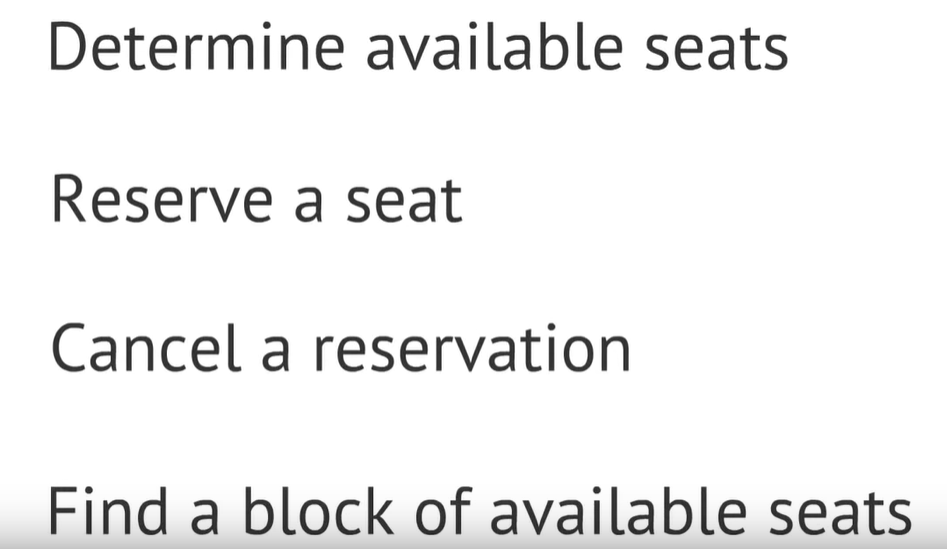 Determine available seats
Reserve a seat
Cancel a reservation
Find a block of available seats